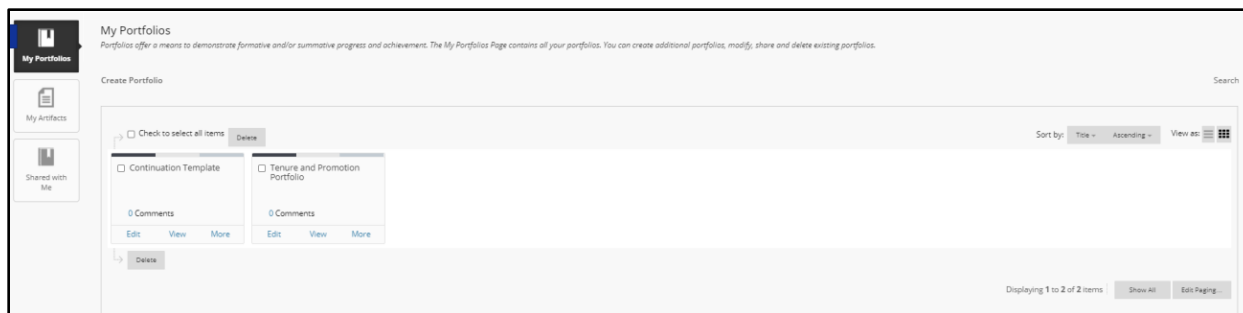 My Portfolios
My Portfolios
Portfolios offer a means to demonstrate formative and/or summative progress and achievement. The My Portfolios Page contains all your portfolios. You can create additional portfolios, modify, share and delete existing portfolios.
Create Portfolio
Search
My Artifacts
Shared with
Me
Check to select all items
Delete
Sort by:
Title
Ascending
View as:
Continuation Template
0 Comments
Edit View More
Tenure and Promotion
Portfolio
0 Comments
Edit View More
Delete
Displaying 1 to 2 of 2 items
Show All
Edit Paging...